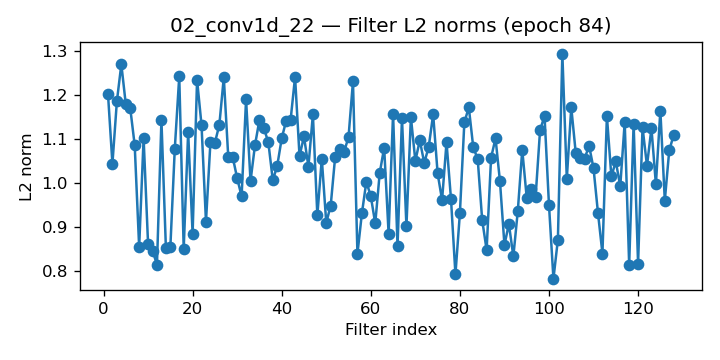 02_conv1d_22 — Filter L2 norms (epoch 84)
1.3
1.2
1.1
1.0
0.9
0.8
L2 norm
0 20 40 60 80 100 120
Filter index